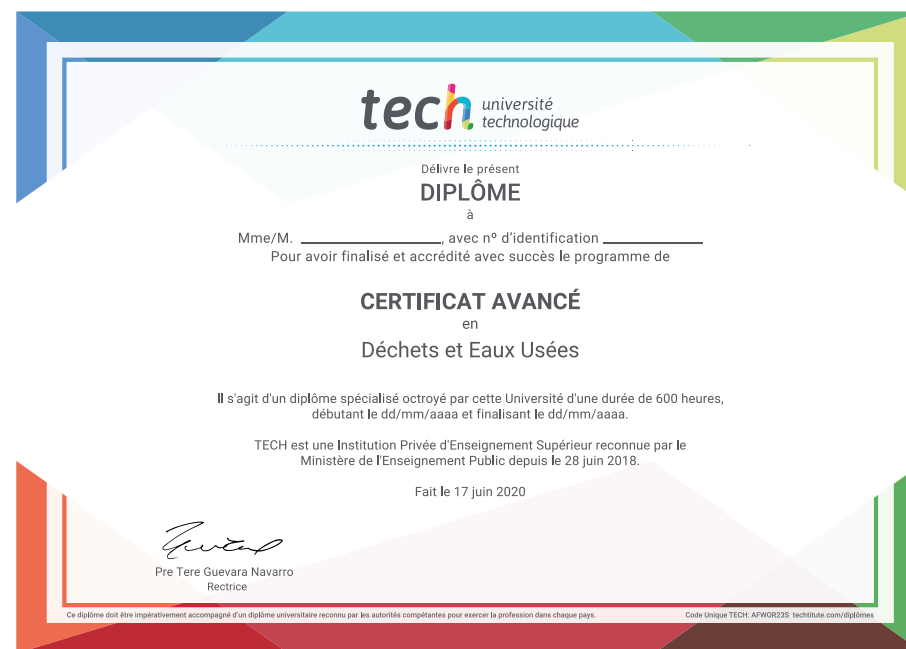 tech université
technologique
Délivre le présent
DIPLÔME
à
Mme/M. ____________________, avec nº d'identification ______________
Pour avoir finalisé et accrédité avec succès le programme de
CERTIFICAT AVANCÉ
en
Déchets et Eaux Usées
Il s'agit d'un diplôme spécialisé octroyé par cette Université d'une durée de 600 heures,
débutant le dd/mm/aaaa et finalisant le dd/mm/aaaa.
TECH est une Institution Privée d'Enseignement Supérieur reconnue par le
Ministère de l'Enseignement Public depuis le 28 juin 2018.
Fait le 17 juin 2020
Pre Tere Guevara Navarro
Rectrice
Ce diplôme doit être impérativement accompagné d'un diplôme universitaire reconnu par les autorités compétentes pour exercer la profession dans chaque pays.
Code Unique TECH: AFWOR23S techtitute.com/diplômes